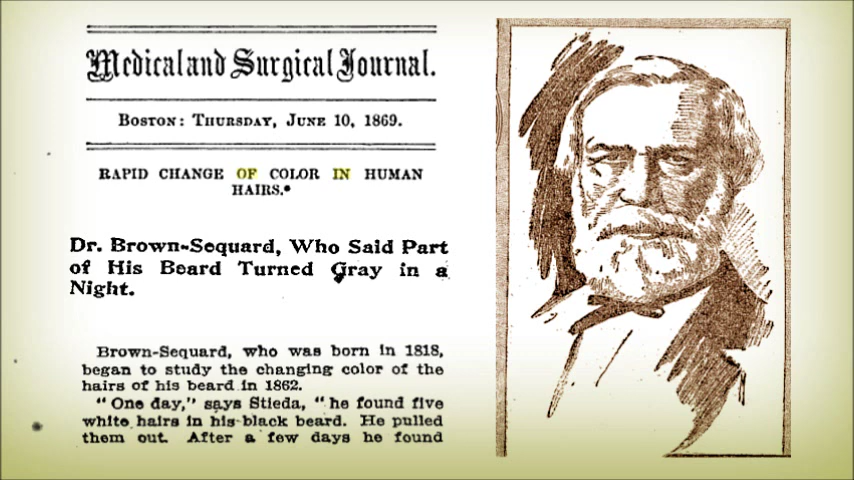 Medical and Surgical Journal.
BOSTON: THURSDAY, JUNE 10, 1869.
RAPID CHANGE OF COLOR IN HUMAN
HAIRS.*
Dr. Brown-Sequard, Who Said Part
of His Beard Turned Gray in a
Night.
Brown-Sequard, who was born in 1818,
began to study the changing color of the
hairs of his beard in 1862.
"One day," says Stieda, "he found five
white hairs in his black beard. He pulled
them out. After a few days he found